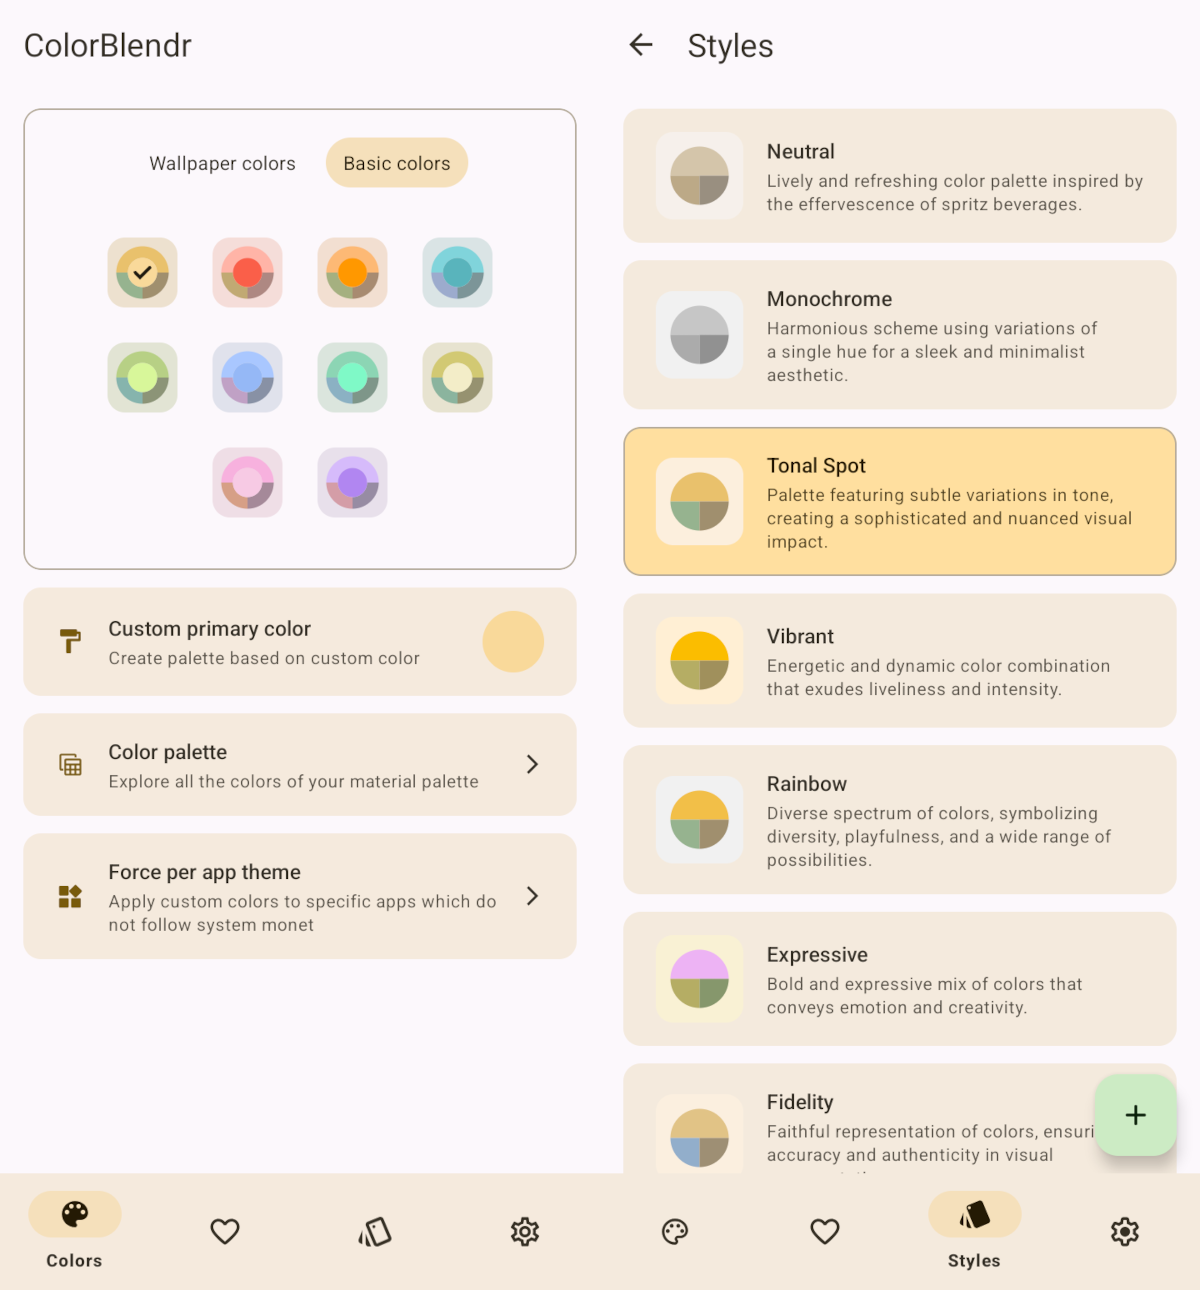 ColorBlendr
Wallpaper colors
Basic colors
Custom primary color
Create palette based on custom color
Color palette
Explore all the colors of your material palette
Force per app theme
Apply custom colors to specific apps which do
not follow system monet
Colors
Styles
Neutral
Lively and refreshing color palette inspired by
the effervescence of spritz beverages.
Monochrome
Harmonious scheme using variations of
a single hue for a sleek and minimalist
aesthetic.
Tonal Spot
Palette featuring subtle variations in tone,
creating a sophisticated and nuanced visual
impact.
Vibrant
Energetic and dynamic color combination
that exudes liveliness and intensity.
Rainbow
Diverse spectrum of colors, symbolizing
diversity, playfulness, and a wide range of
possibilities.
Expressive
Bold and expressive mix of colors that
conveys emotion and creativity.
Fidelity
Faithful representation of colors, ensuri
accuracy and authenticity in visual
Styles